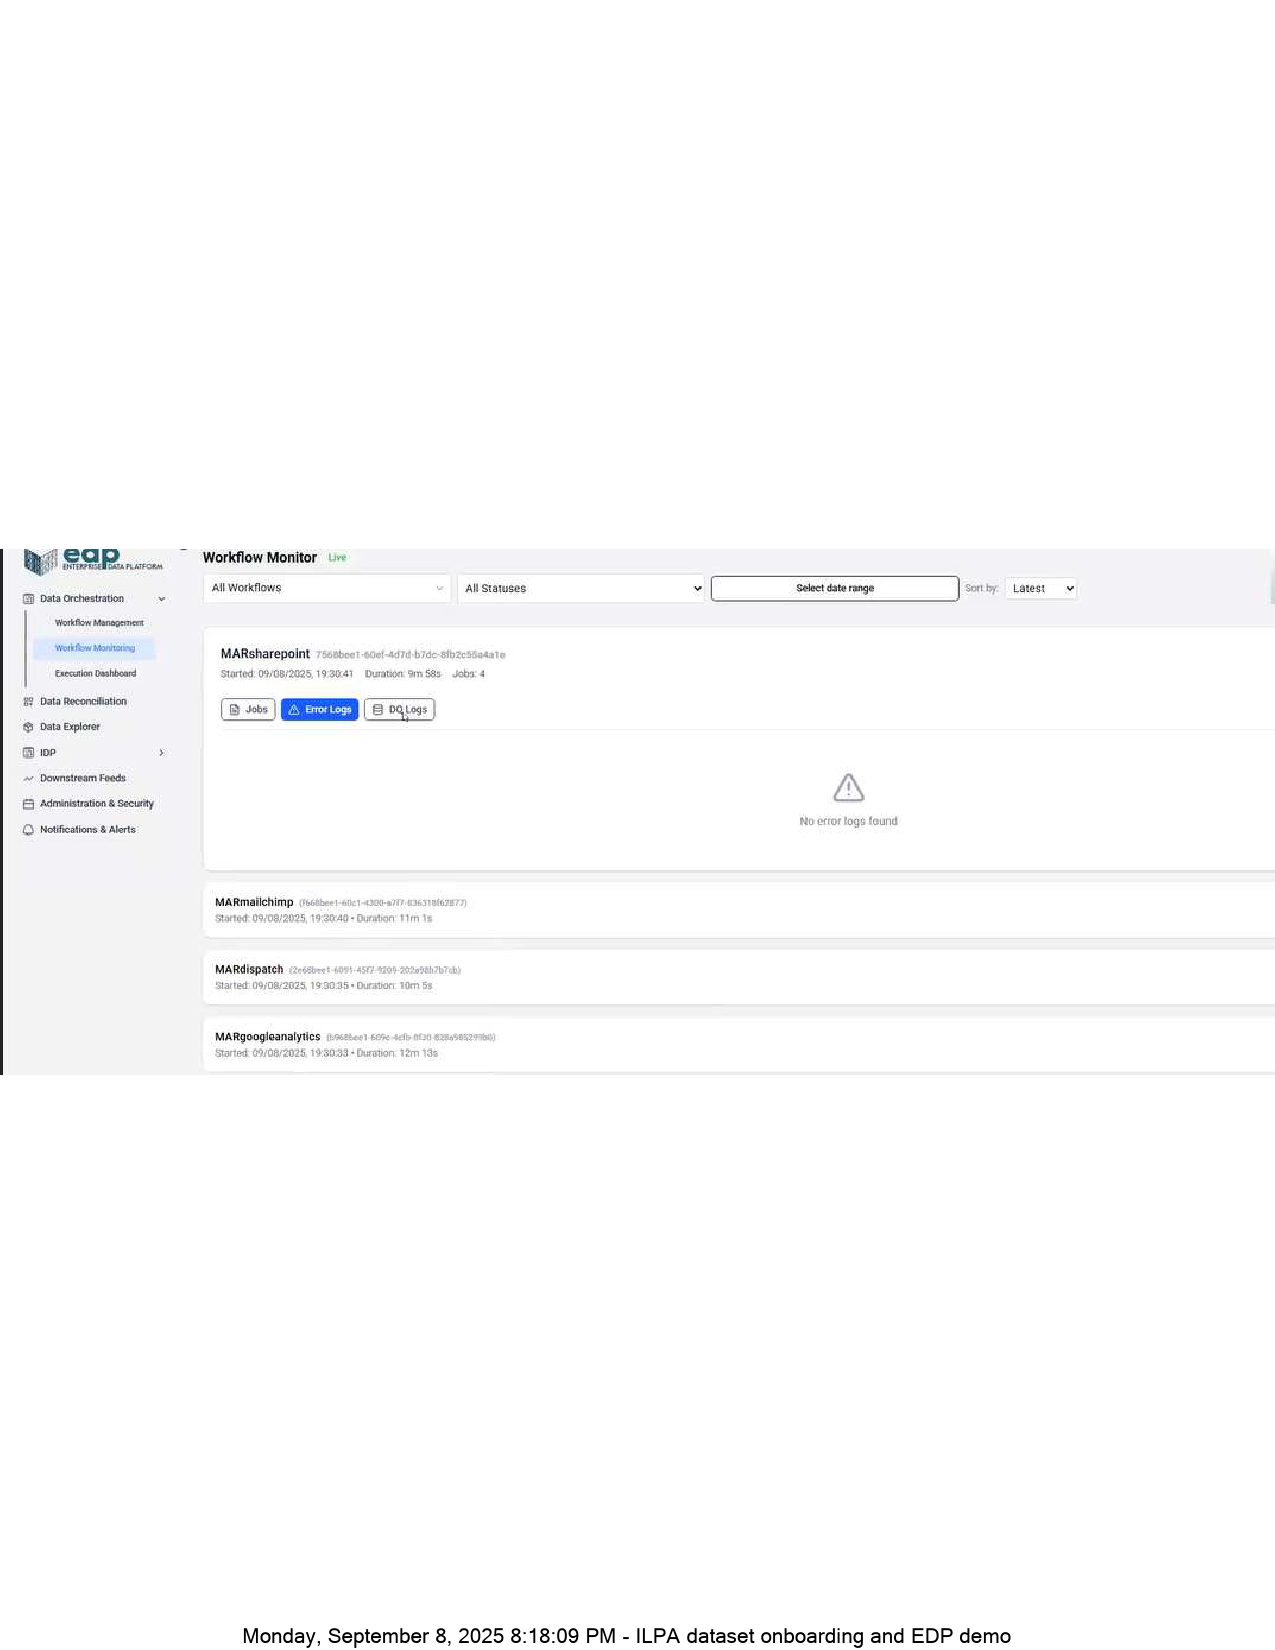 edp
ENTERPRISE DATA PLATFORM
Data Orchestration
Workflow Management
Workflow Monitoring
Execution Dashboard
Data Reconciliation
Data Explorer
IDP
Downstream Feeds
Administration & Security
Notifications & Alerts
Workflow Monitor Live
All Workflows All Statuses Select date range Sort by: Latest
MARsharepoint 7568bee1-60ef-4d7d-b7dc-8fb2c55a4a1e
Started: 09/08/2025, 19:30:41 Duration: 9m 58s Jobs: 4
Jobs Error Logs DQ Logs
No error logs found
MARmailchimp
Started: 09/08/2025, 19:30:40 • Duration: 11m 1s
MARdispatch
Started: 09/08/2025, 19:30:35 • Duration: 10m 5s
MARgoogleanalytics
Started: 09/08/2025, 19:30:33 • Duration: 12m 13s
Monday, September 8, 2025 8:18:09 PM - ILPA dataset onboarding and EDP demo